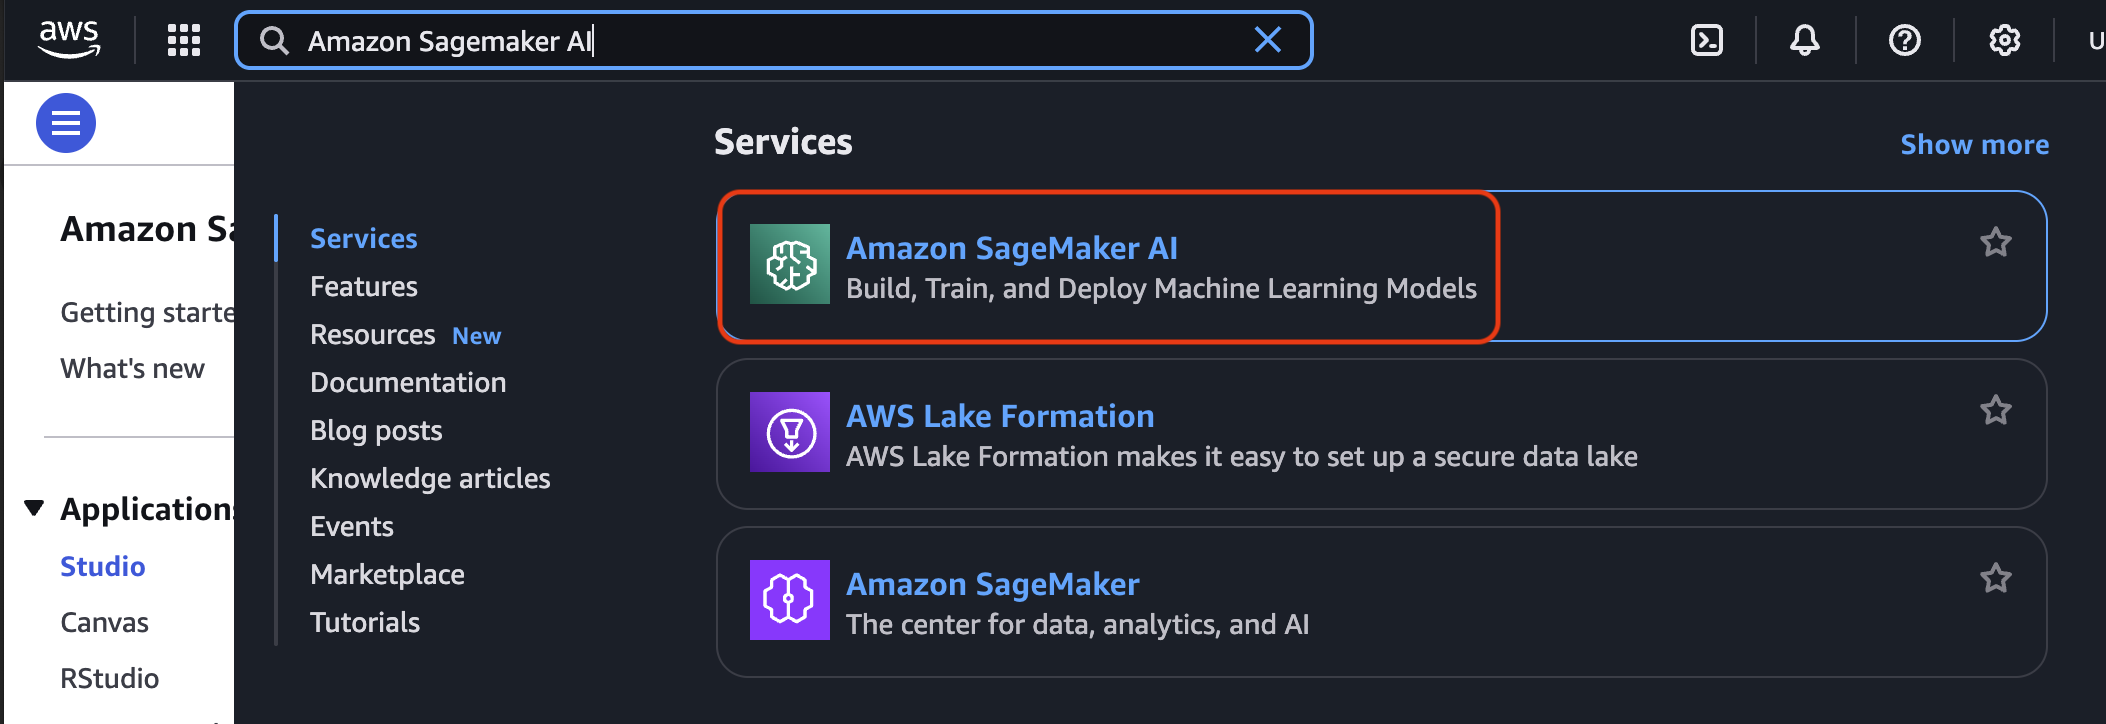 aws
Amazon Sagemaker AI
U
Amazon Sa
Getting starte
What's new
Applications
Studio
Canvas
RStudio
Services
Features
Resources New
Documentation
Blog posts
Knowledge articles
Events
Marketplace
Tutorials
Services
Show more
Amazon SageMaker AI
Build, Train, and Deploy Machine Learning Models
AWS Lake Formation
AWS Lake Formation makes it easy to set up a secure data lake
Amazon SageMaker
The center for data, analytics, and AI